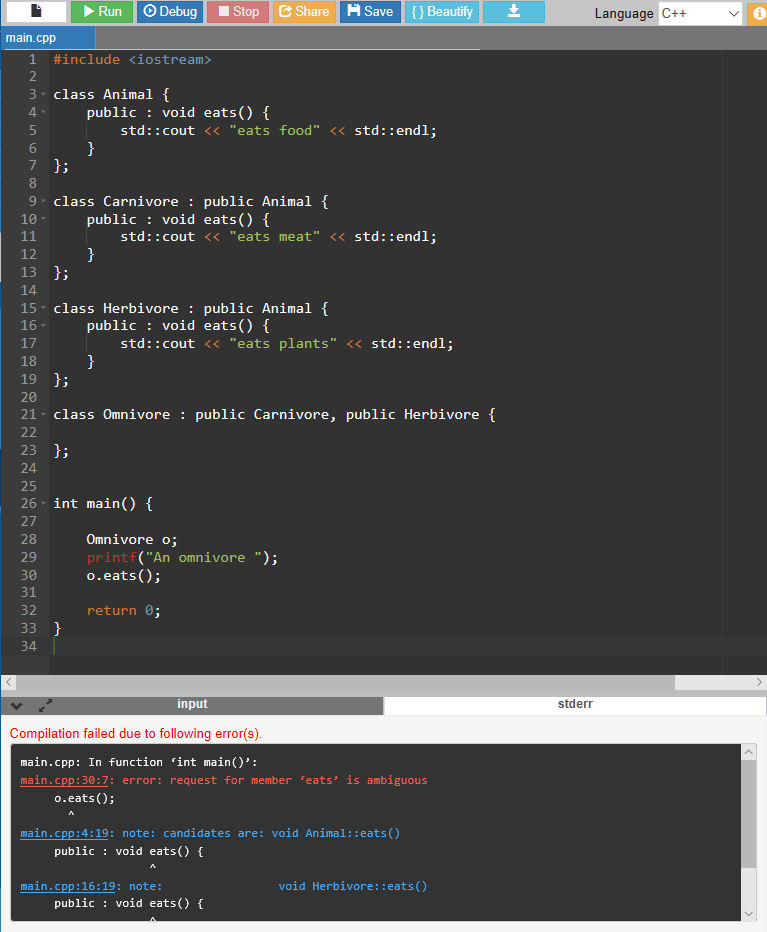 Run Debug Stop Share Save { } Beautify Language C++
main.cpp
1 #include <iostream>
2
3 class Animal {
4 public : void eats() {
5 std::cout << "eats food" << std::endl;
6 }
7 };
8
9 class Carnivore : public Animal {
10 public : void eats() {
11 std::cout << "eats meat" << std::endl;
12 }
13 };
14
15 class Herbivore : public Animal {
16 public : void eats() {
17 std::cout << "eats plants" << std::endl;
18 }
19 };
20
21 class Omnivore : public Carnivore, public Herbivore {
22
23 };
24
25
26 int main() {
27
28 Omnivore o;
29 printf("An omnivore ");
30 o.eats();
31
32 return 0;
33 }
34
input stderr
Compilation failed due to following error(s).
main.cpp: In function ‘int main()’:
main.cpp:30:7: error: request for member ‘eats’ is ambiguous
o.eats();
^
main.cpp:4:19: note: candidates are: void Animal::eats()
public : void eats() {
^
main.cpp:16:19: note: void Herbivore::eats()
public : void eats() {
^